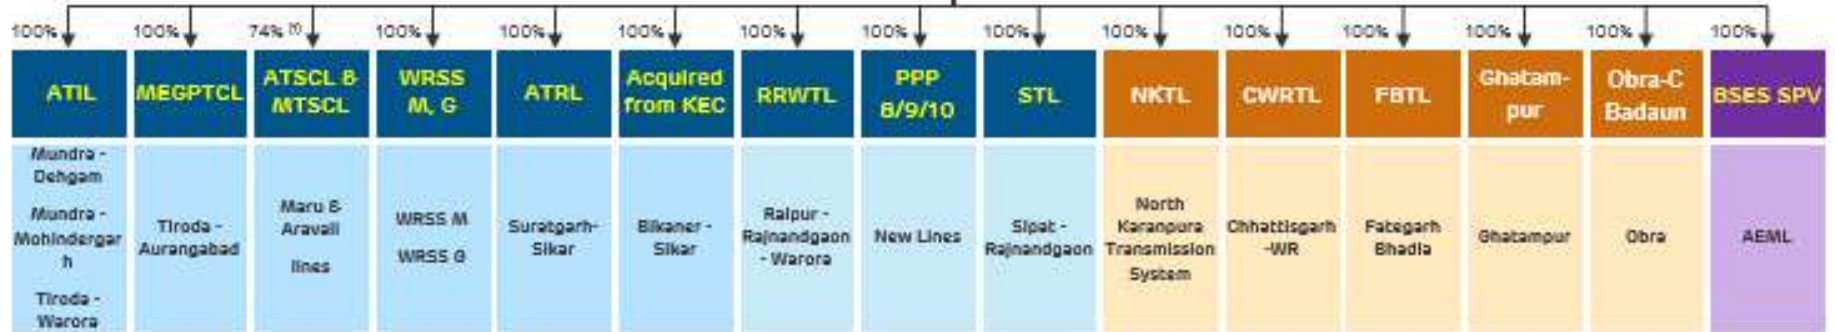 100% 100% 74% (1) 100% 100% 100% 100% 100% 100% 100% 100% 100% 100% 100% 100%
ATIL
MEGPTCL
ATSCL &
MTSCL
WRSS
M, G
ATRL
Acquired
from KEC
RRWTL
PPP
8/9/10
STL
NKTL
CWRTL
FBTL
Ghatam-
pur
Obra-C
Badaun
BSES SPV
Mundra -
Dehgam
Mundra -
Mohindergar
h
Tiroda -
Warora
Tiroda -
Aurangabad
Maru &
Aravali
lines
WRSS M
WRSS G
Suratgarh-
Sikar
Bikaner -
Sikar
Raipur -
Rajnandgaon
- Warora
New Lines
Sipat -
Rajnandgaon
North
Karanpura
Transmission
System
Chhattisgarh
-WR
Fategarh
Bhadla
Ghatampur
Obra
AEML